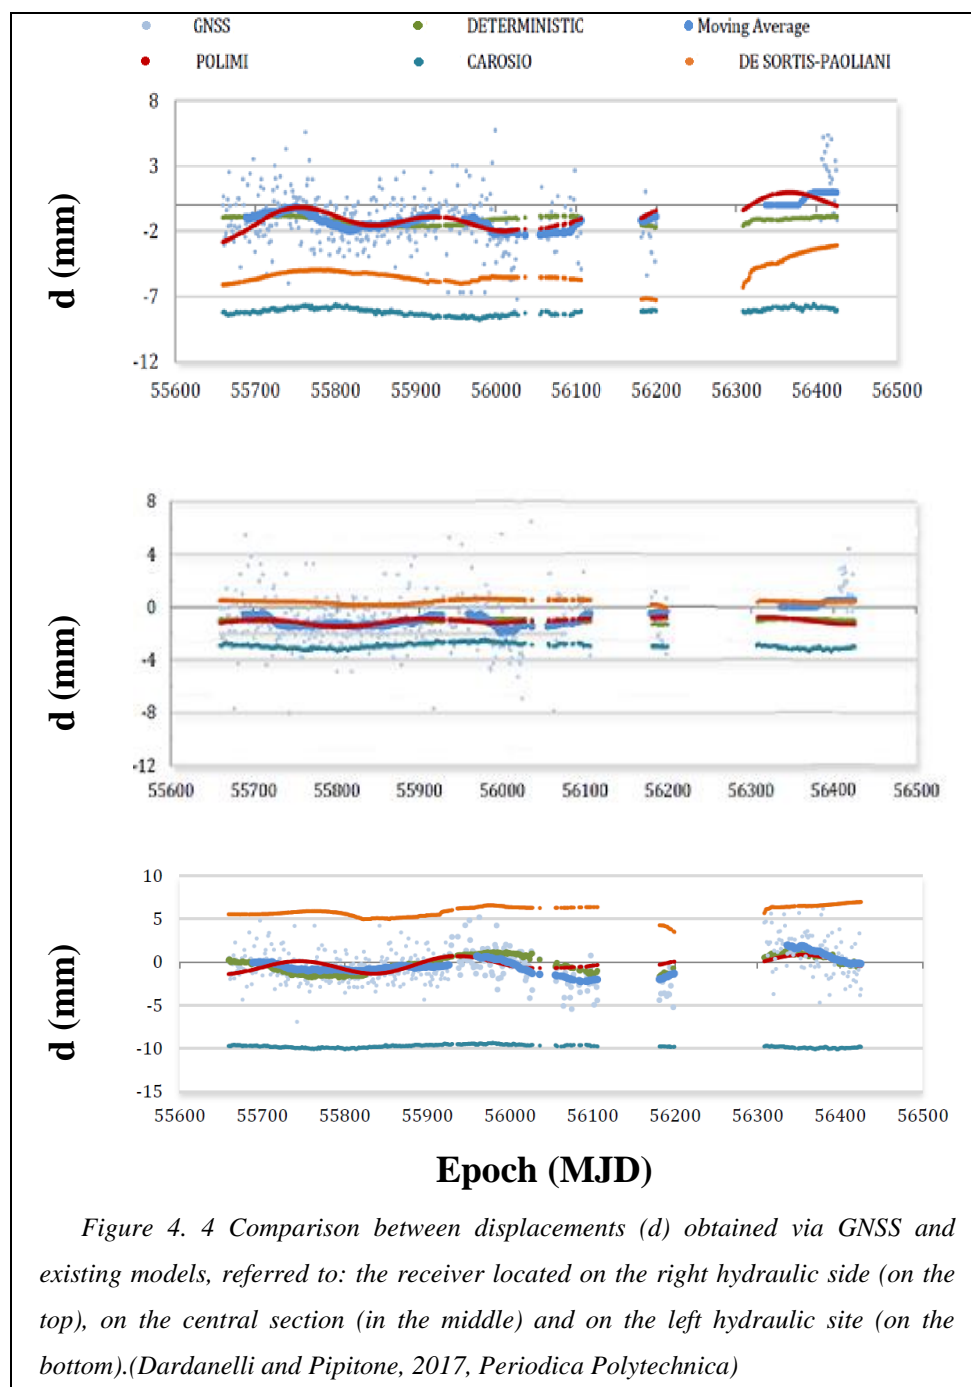 GNSS DETERMINISTIC Moving Average
POLIMI CAROSIO DE SORTIS-PAOLIANI
8
3
-2
-7
-12
d (mm)
55600 55700 55800 55900 56000 56100 56200 56300 56400 56500
8
4
0
-4
-8
-12
d (mm)
55600 55700 55800 55900 56000 56100 56200 56300 56400 56500
10
5
0
-5
-10
-15
d (mm)
55600 55700 55800 55900 56000 56100 56200 56300 56400 56500
Epoch (MJD)
Figure 4. 4 Comparison between displacements (d) obtained via GNSS and
existing models, referred to: the receiver located on the right hydraulic side (on the
top), on the central section (in the middle) and on the left hydraulic site (on the
bottom).(Dardanelli and Pipitone, 2017, Periodica Polytechnica)